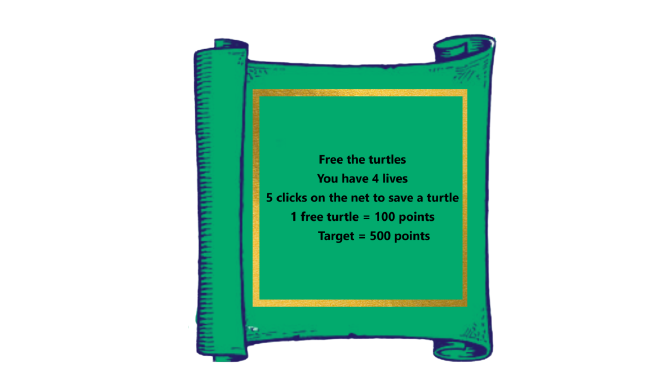 Free the turtles
You have 4 lives
5 clicks on the net to save a turtle
1 free turtle = 100 points
Target = 500 points